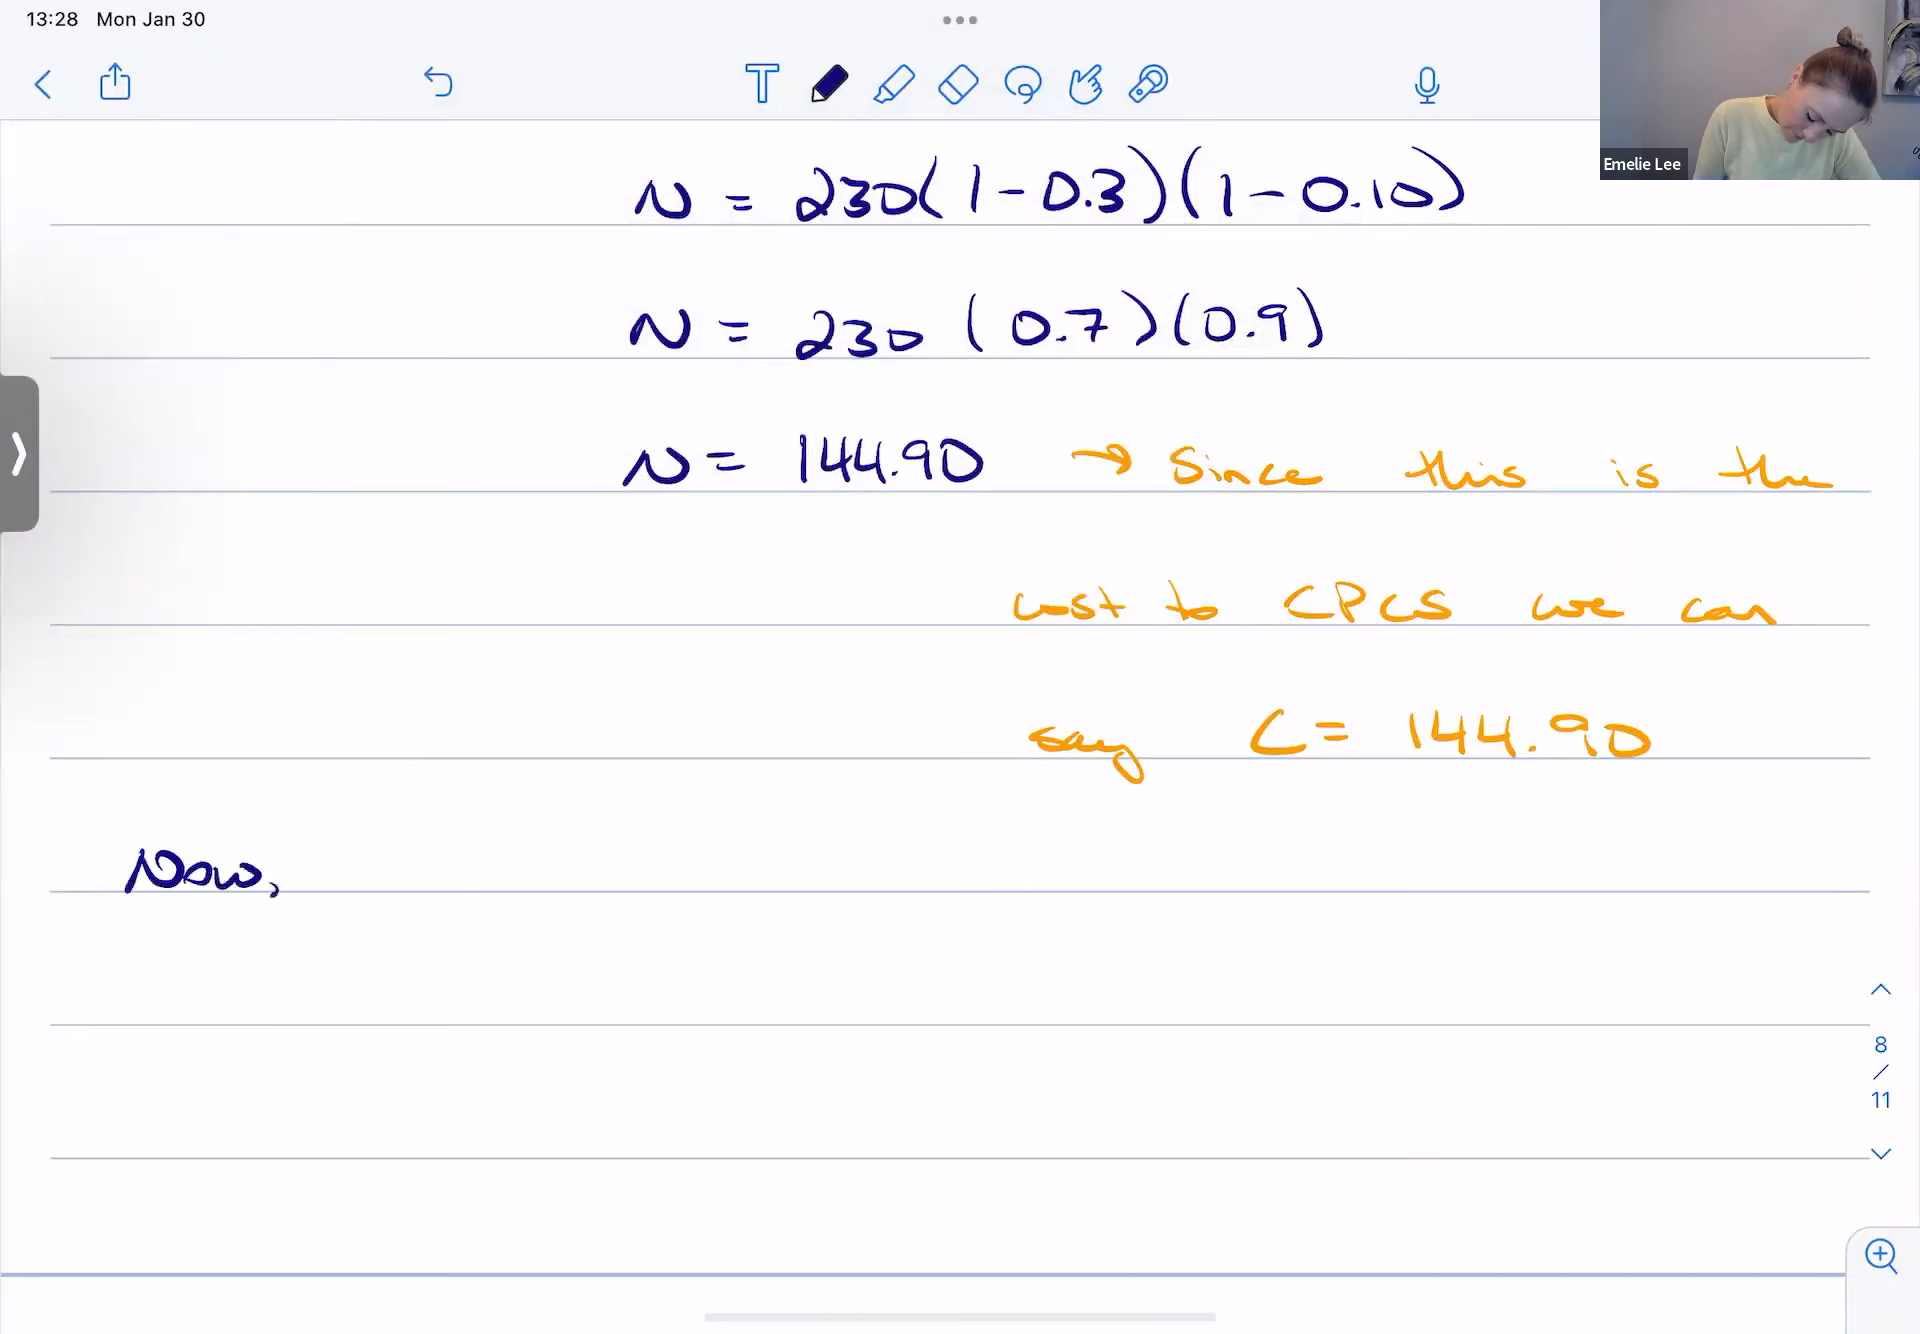 13:28 Mon Jan 30
Emelie Lee
N = 230(1-0.3)(1-0.10)
N = 230 (0.7)(0.9)
N = 144.90 → Since this is the
cost to CPCS we can
say C = 144.90
Now,
8
/
11